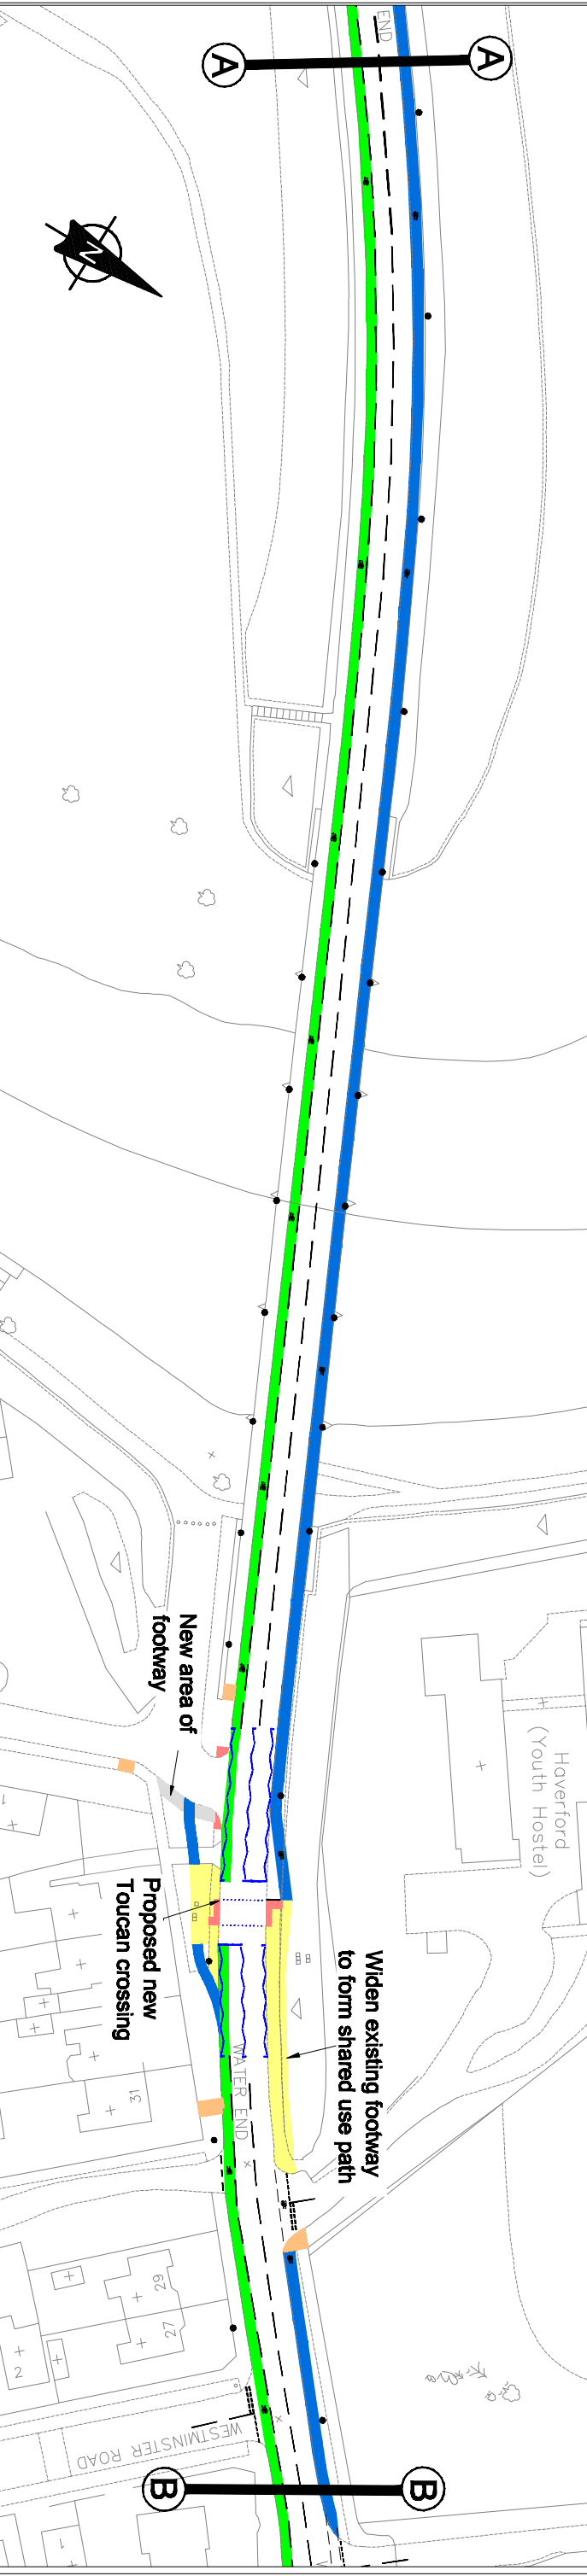 END
A
A
N
Haverford
(Youth Hostel)
New area of
footway
Proposed new
Toucan crossing
Widen existing footway
to form shared use path
WATER END
31
29
27
2
WESTMINSTER ROAD
B
B